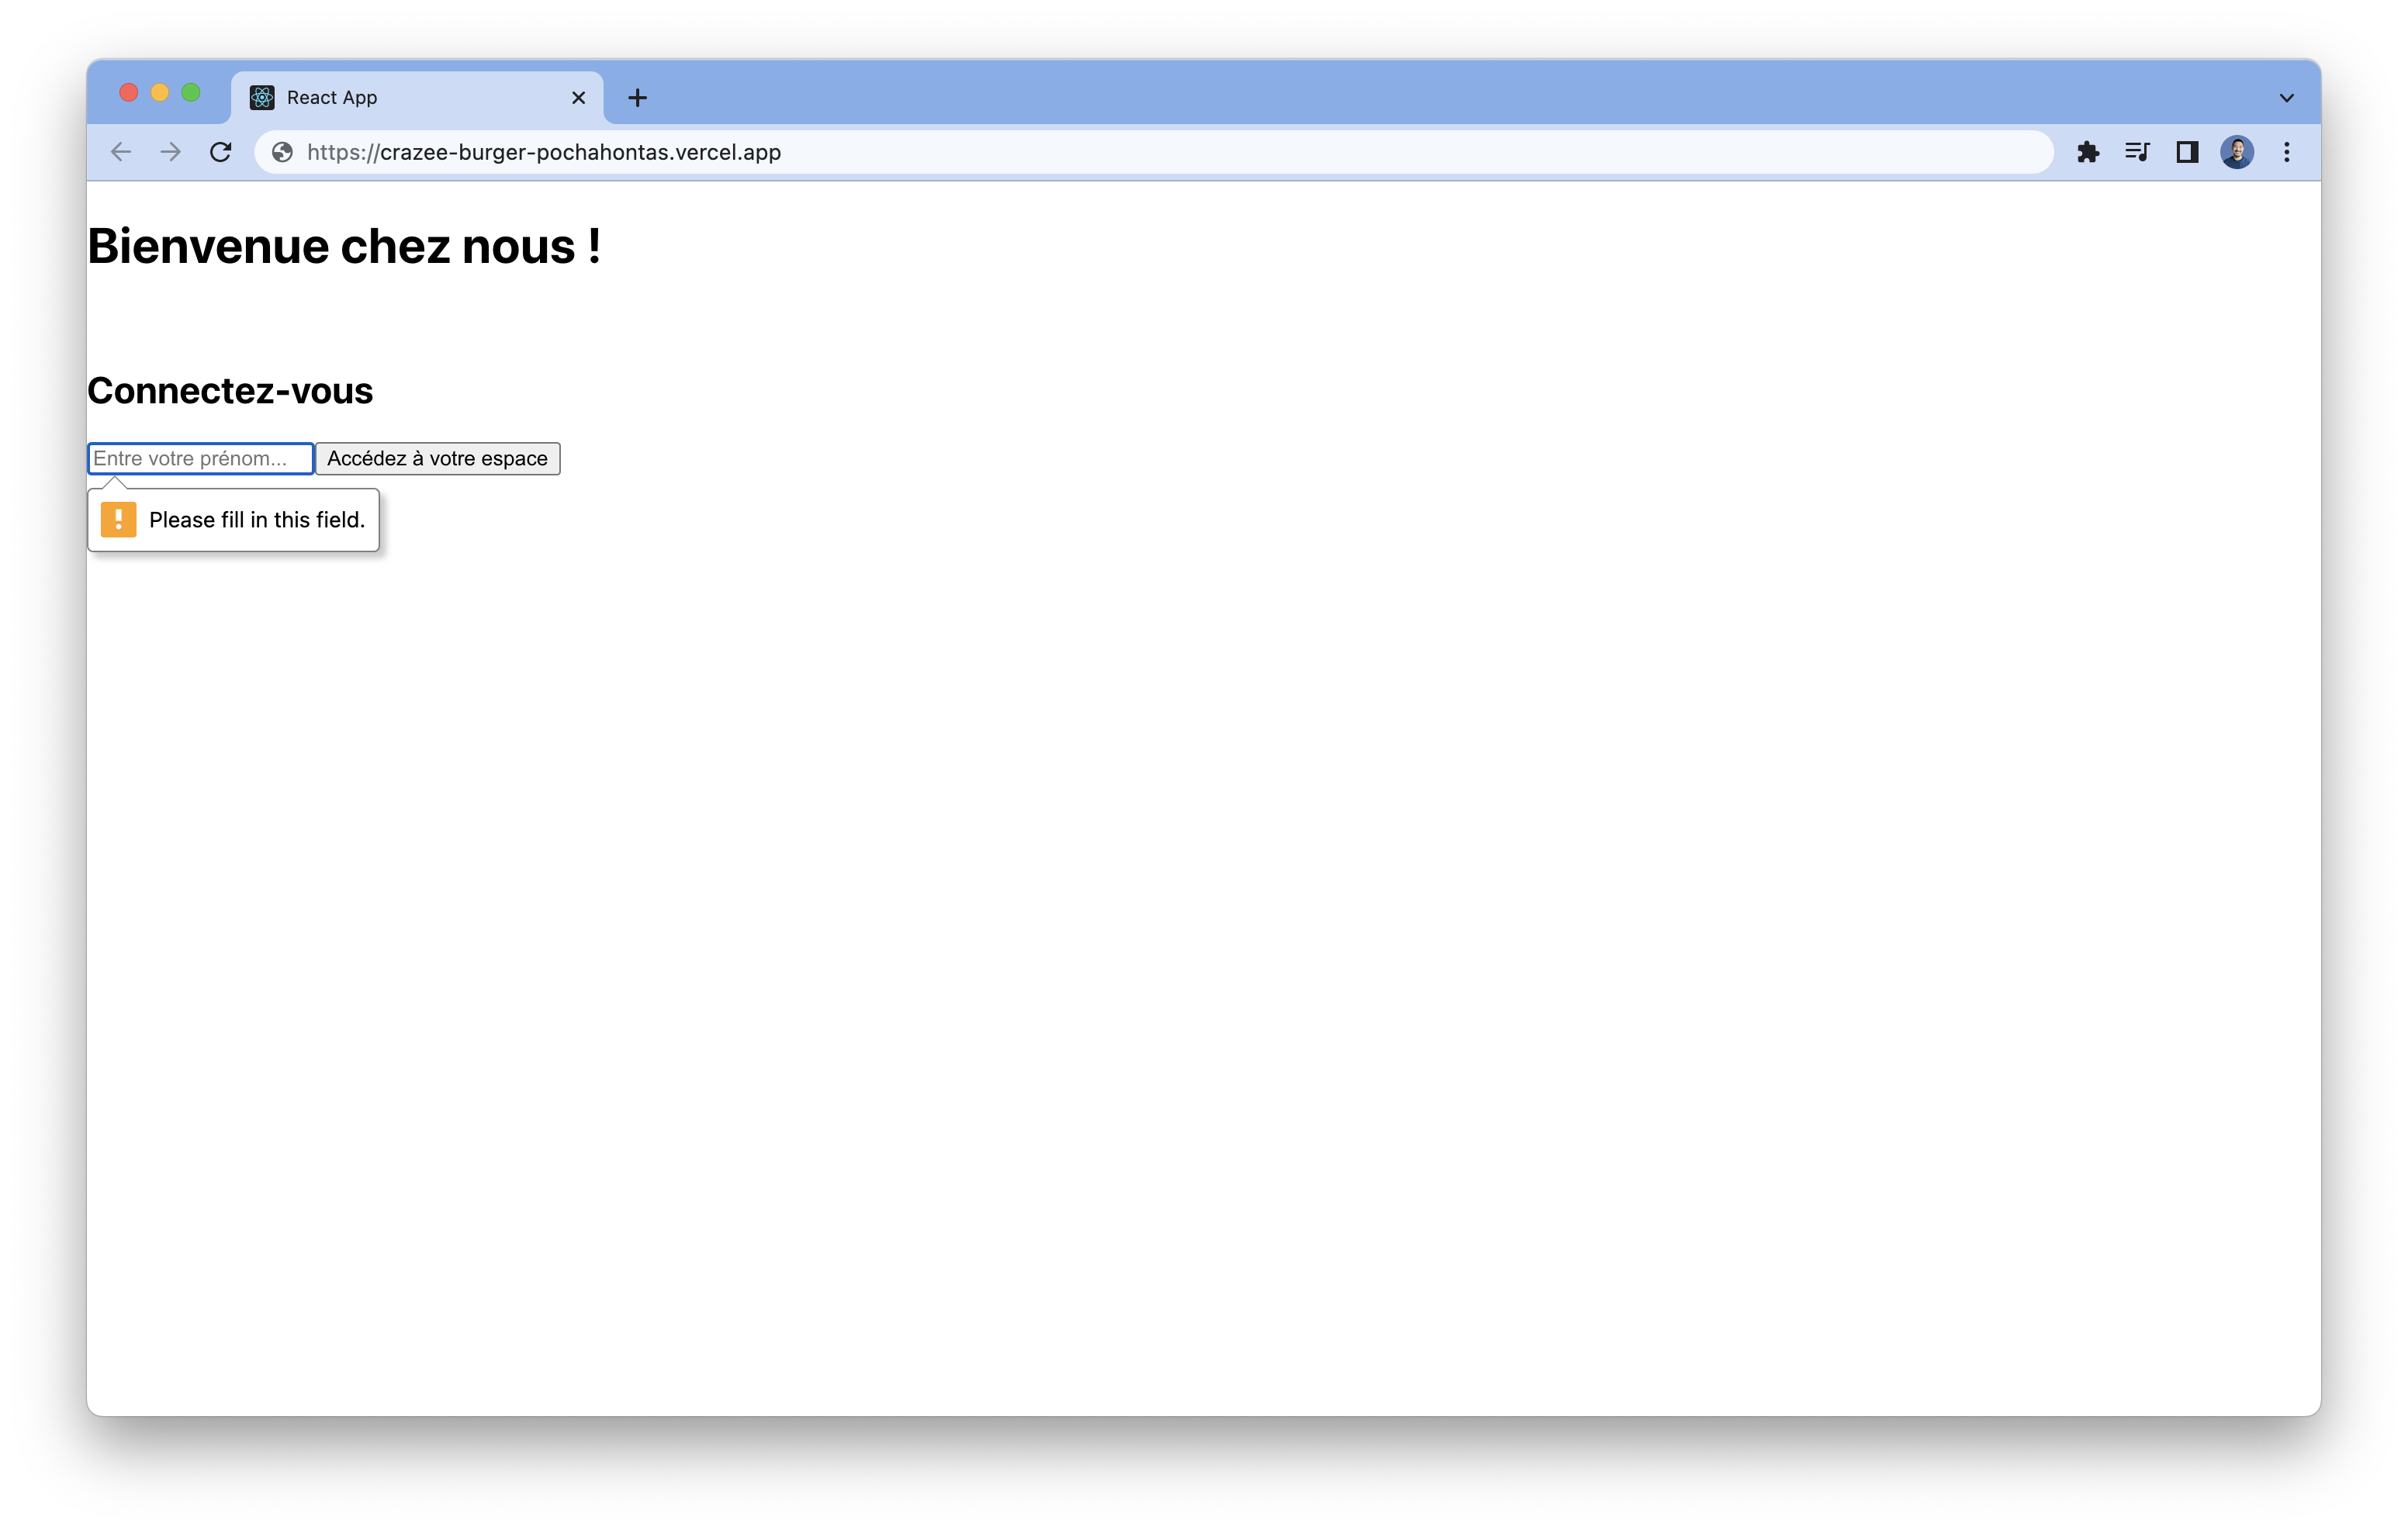 React App
https://crazee-burger-pochahontas.vercel.app
Bienvenue chez nous !
Connectez-vous
Entre votre prénom... Accédez à votre espace
Please fill in this field.